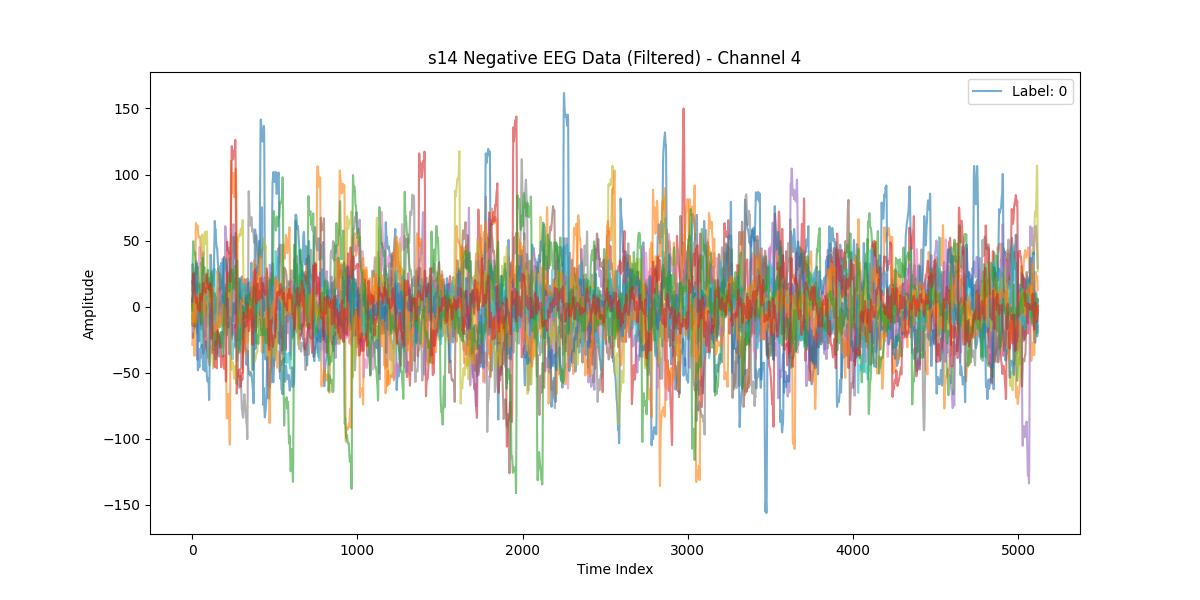 s14 Negative EEG Data (Filtered) - Channel 4
Label: 0
Amplitude
150
100
50
0
−50
−100
−150
0 1000 2000 3000 4000 5000
Time Index